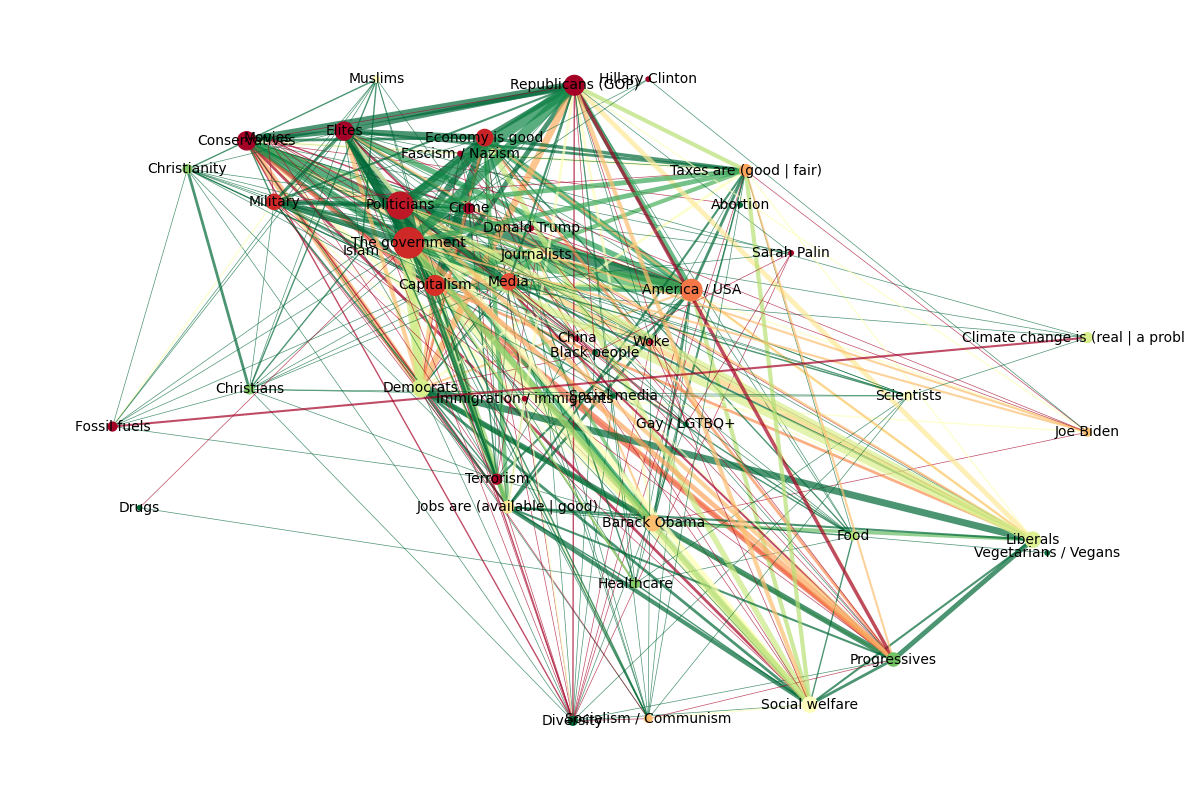 Muslims
Hillary Clinton
Republicans (GOP)
Elites
Economy is good
Conservatives
Movies
Fascism / Nazism
Christianity
Taxes are (good | fair)
Military
Politicians
Crime
Abortion
Donald Trump
The government
Islam
Journalists
Sarah Palin
Capitalism
Media
America / USA
China
Woke
Climate change is (real | a probl
Black people
Christians
Democrats
Immigration / immigrants
Social media
Scientists
Fossil fuels
Gay / LGTBQ+
Joe Biden
Terrorism
Drugs
Jobs are (available | good)
Barack Obama
Food
Liberals
Vegetarians / Vegans
Healthcare
Progressives
Social welfare
Diversity
Socialism / Communism